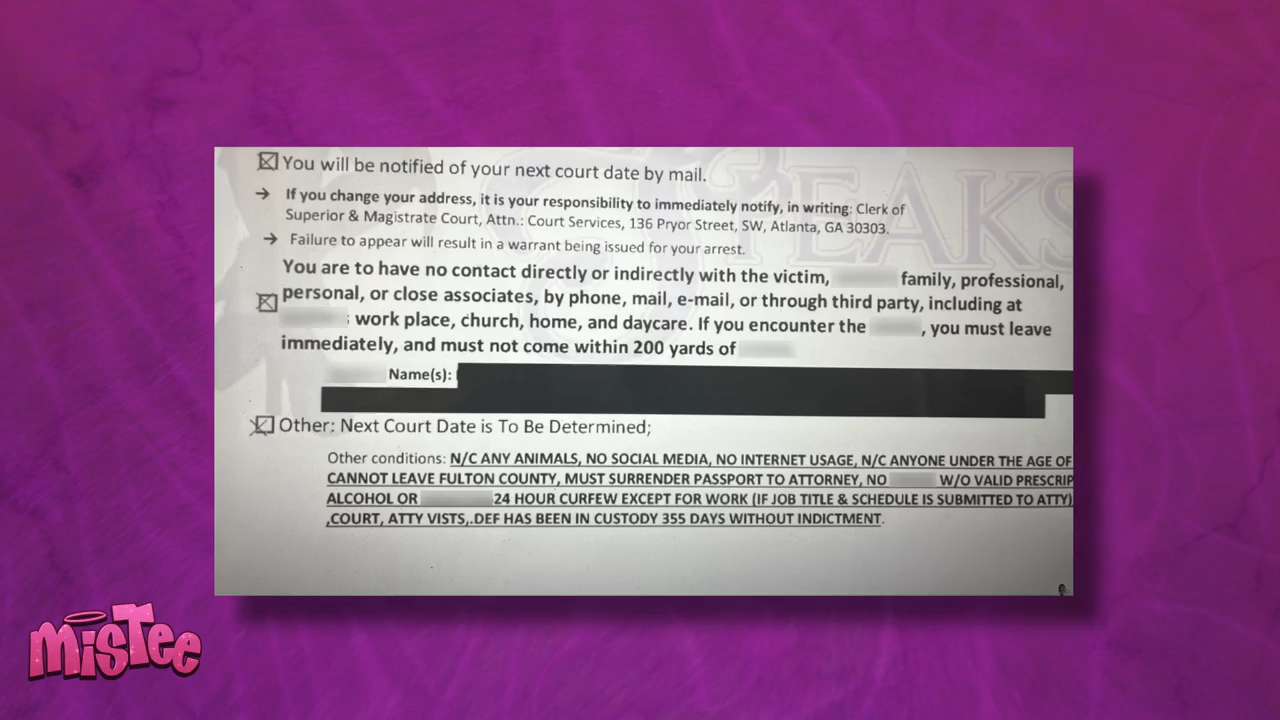 You will be notified of your next court date by mail.
→ If you change your address, it is your responsibility to immediately notify, in writing: Clerk of
Superior & Magistrate Court, Attn.: Court Services, 136 Pryor Street, SW, Atlanta, GA 30303.
→ Failure to appear will result in a warrant being issued for your arrest.
You are to have no contact directly or indirectly with the victim, family, professional,
personal, or close associates, by phone, mail, e-mail, or through third party, including at
; work place, church, home, and daycare. If you encounter the , you must leave
immediately, and must not come within 200 yards of
Name(s):
Other: Next Court Date is To Be Determined;
Other conditions: N/C ANY ANIMALS, NO SOCIAL MEDIA, NO INTERNET USAGE, N/C ANYONE UNDER THE AGE OF
CANNOT LEAVE FULTON COUNTY, MUST SURRENDER PASSPORT TO ATTORNEY, NO W/O VALID PRESCRIP
ALCOHOL OR 24 HOUR CURFEW EXCEPT FOR WORK (IF JOB TITLE & SCHEDULE IS SUBMITTED TO ATTY)
,COURT, ATTY VISTS,.DEF HAS BEEN IN CUSTODY 355 DAYS WITHOUT INDICTMENT.
PEAKS
MisTee